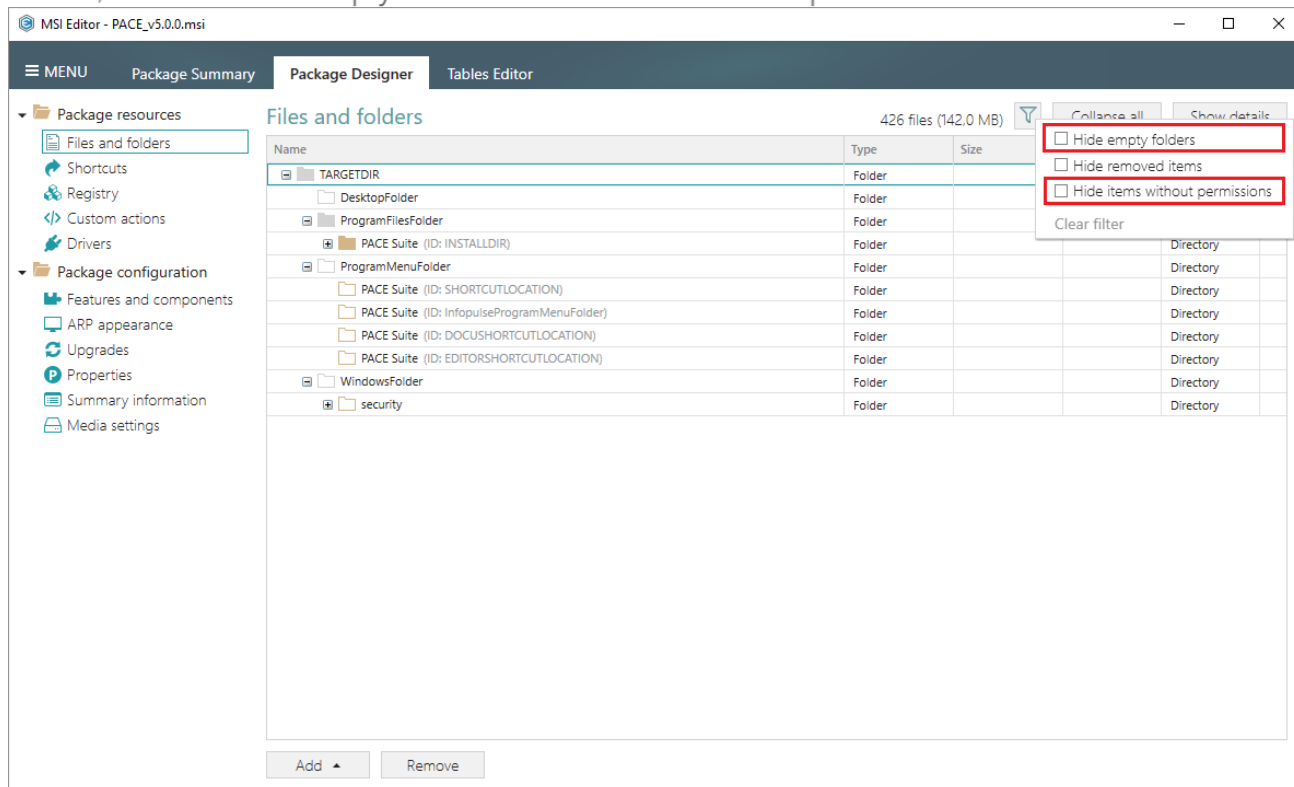 MSI Editor - PACE_v5.0.0.msi
MENU Package Summary Package Designer Tables Editor
Package resources
Files and folders
Shortcuts
Registry
Custom actions
Drivers
Package configuration
Features and components
ARP appearance
Upgrades
Properties
Summary information
Media settings
Files and folders
426 files (142,0 MB) Collapse all Show details
Name Type Size
TARGETDIR Folder
DesktopFolder Folder
ProgramFilesFolder Folder
PACE Suite (ID: INSTALLDIR) Folder Directory
ProgramMenuFolder Folder Directory
PACE Suite (ID: SHORTCUTLOCATION) Folder Directory
PACE Suite (ID: InfopulseProgramMenuFolder) Folder Directory
PACE Suite (ID: DOCUSHORTCUTLOCATION) Folder Directory
PACE Suite (ID: EDITORSHORTCUTLOCATION) Folder Directory
WindowsFolder Folder Directory
security Folder Directory
Hide empty folders
Hide removed items
Hide items without permissions
Clear filter
Add Remove